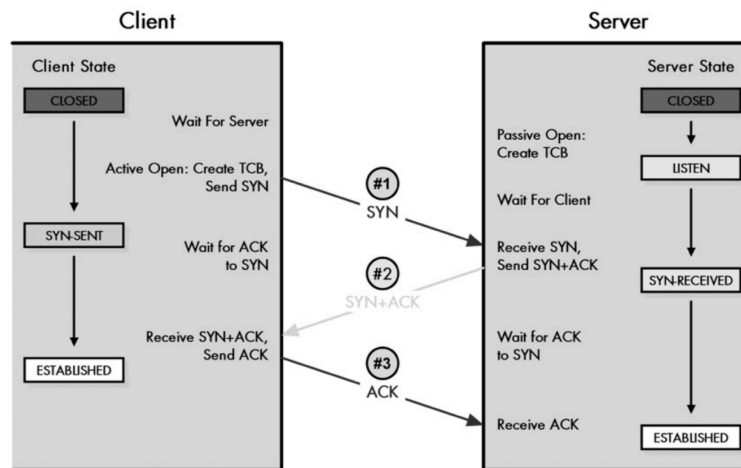 Client
Server
Client State
CLOSED
Wait For Server
Active Open: Create TCB,
Send SYN
SYN-SENT
Wait for ACK
to SYN
Receive SYN+ACK,
Send ACK
ESTABLISHED
#1
SYN
#2
SYN+ACK
#3
ACK
Server State
CLOSED
Passive Open:
Create TCB
LISTEN
Wait For Client
Receive SYN,
Send SYN+ACK
SYN-RECEIVED
Wait for ACK
to SYN
Receive ACK
ESTABLISHED